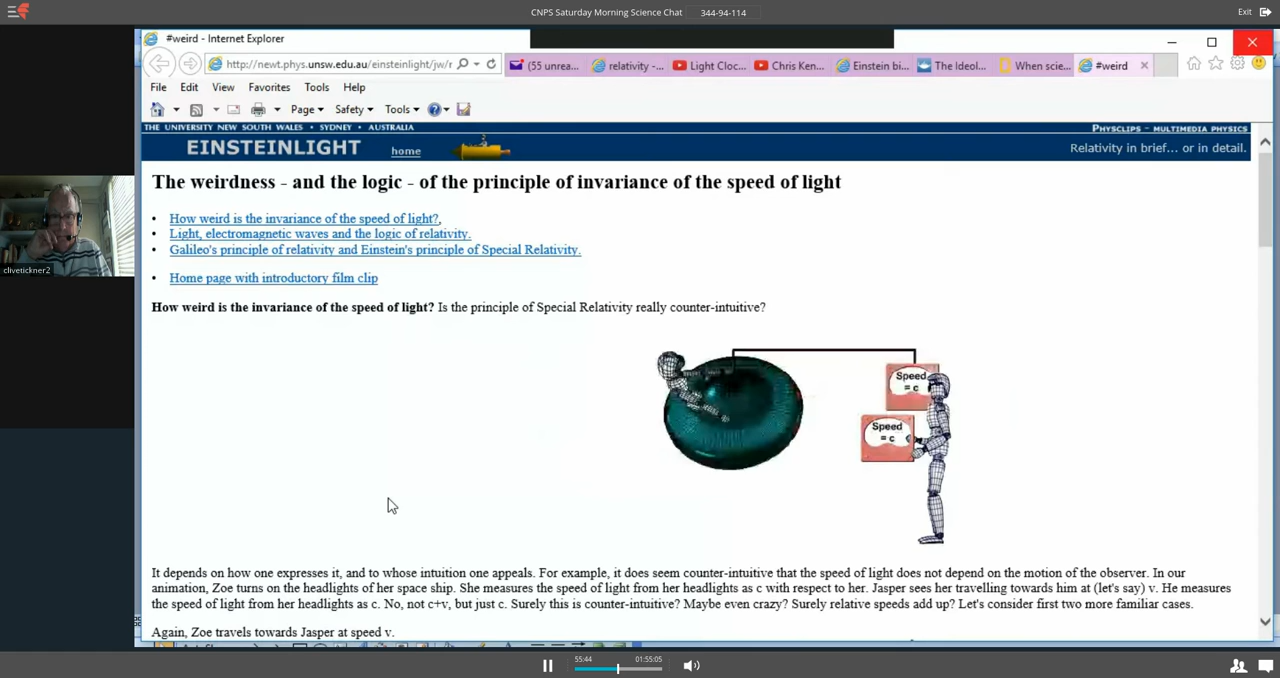 CNPS Saturday Morning Science Chat 344-94-114 Exit
#weird - Internet Explorer
http://newt.phys.unsw.edu.au/einsteinlight/jw/r (55 unrea... relativity -... Light Cloc... Chris Ken... Einstein bi... The Ideol... When scie... #weird
File Edit View Favorites Tools Help
Page Safety Tools
THE UNIVERSITY NEW SOUTH WALES • SYDNEY • AUSTRALIA PHYSCLIPS - MULTIMEDIA PHYSICS
EINSTEINLIGHT home Relativity in brief... or in detail.
The weirdness - and the logic - of the principle of invariance of the speed of light
• How weird is the invariance of the speed of light?,
• Light, electromagnetic waves and the logic of relativity.
• Galileo's principle of relativity and Einstein's principle of Special Relativity.
• Home page with introductory film clip
clivetickner2
How weird is the invariance of the speed of light? Is the principle of Special Relativity really counter-intuitive?
Speed
= c
Speed
= c
It depends on how one expresses it, and to whose intuition one appeals. For example, it does seem counter-intuitive that the speed of light does not depend on the motion of the observer. In our
animation, Zoe turns on the headlights of her space ship. She measures the speed of light from her headlights as c with respect to her. Jasper sees her travelling towards him at (let's say) v. He measures
the speed of light from her headlights as c. No, not c+v, but just c. Surely this is counter-intuitive? Maybe even crazy? Surely relative speeds add up? Let's consider first two more familiar cases.
Again, Zoe travels towards Jasper at speed v.
55:44 01:55:05